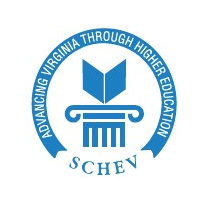 ADVANCING VIRGINIA THROUGH HIGHER EDUCATION
SCHEV